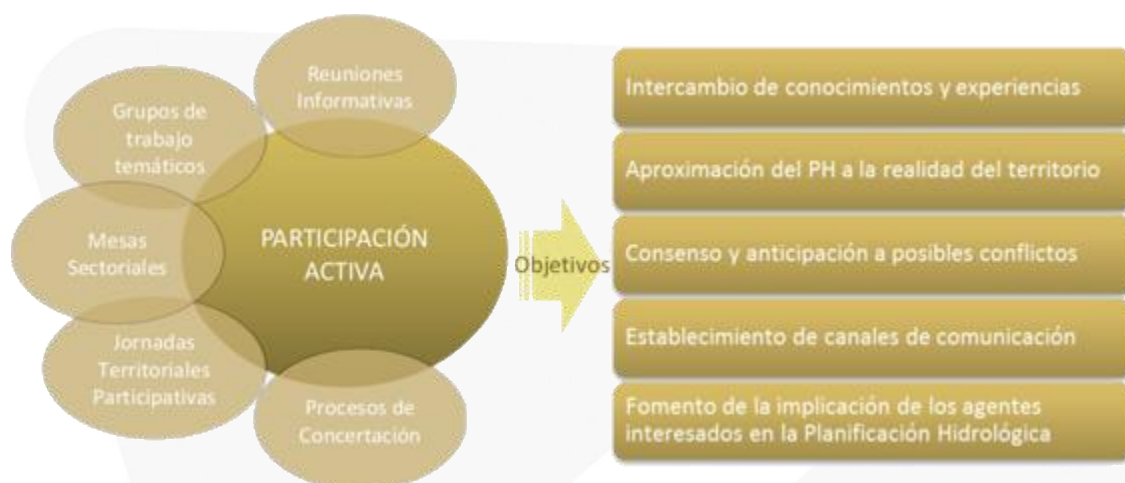 Reuniones
Informativas
Grupos de
trabajo
temáticos
Mesas
Sectoriales
Jornadas
Territoriales
Participativas
Procesos de
Concertación
PARTICIPACIÓN
ACTIVA
Objetivos
Intercambio de conocimientos y experiencias
Aproximación del PH a la realidad del territorio
Consenso y anticipación a posibles conflictos
Establecimiento de canales de comunicación
Fomento de la implicación de los agentes
interesados en la Planificación Hidrológica